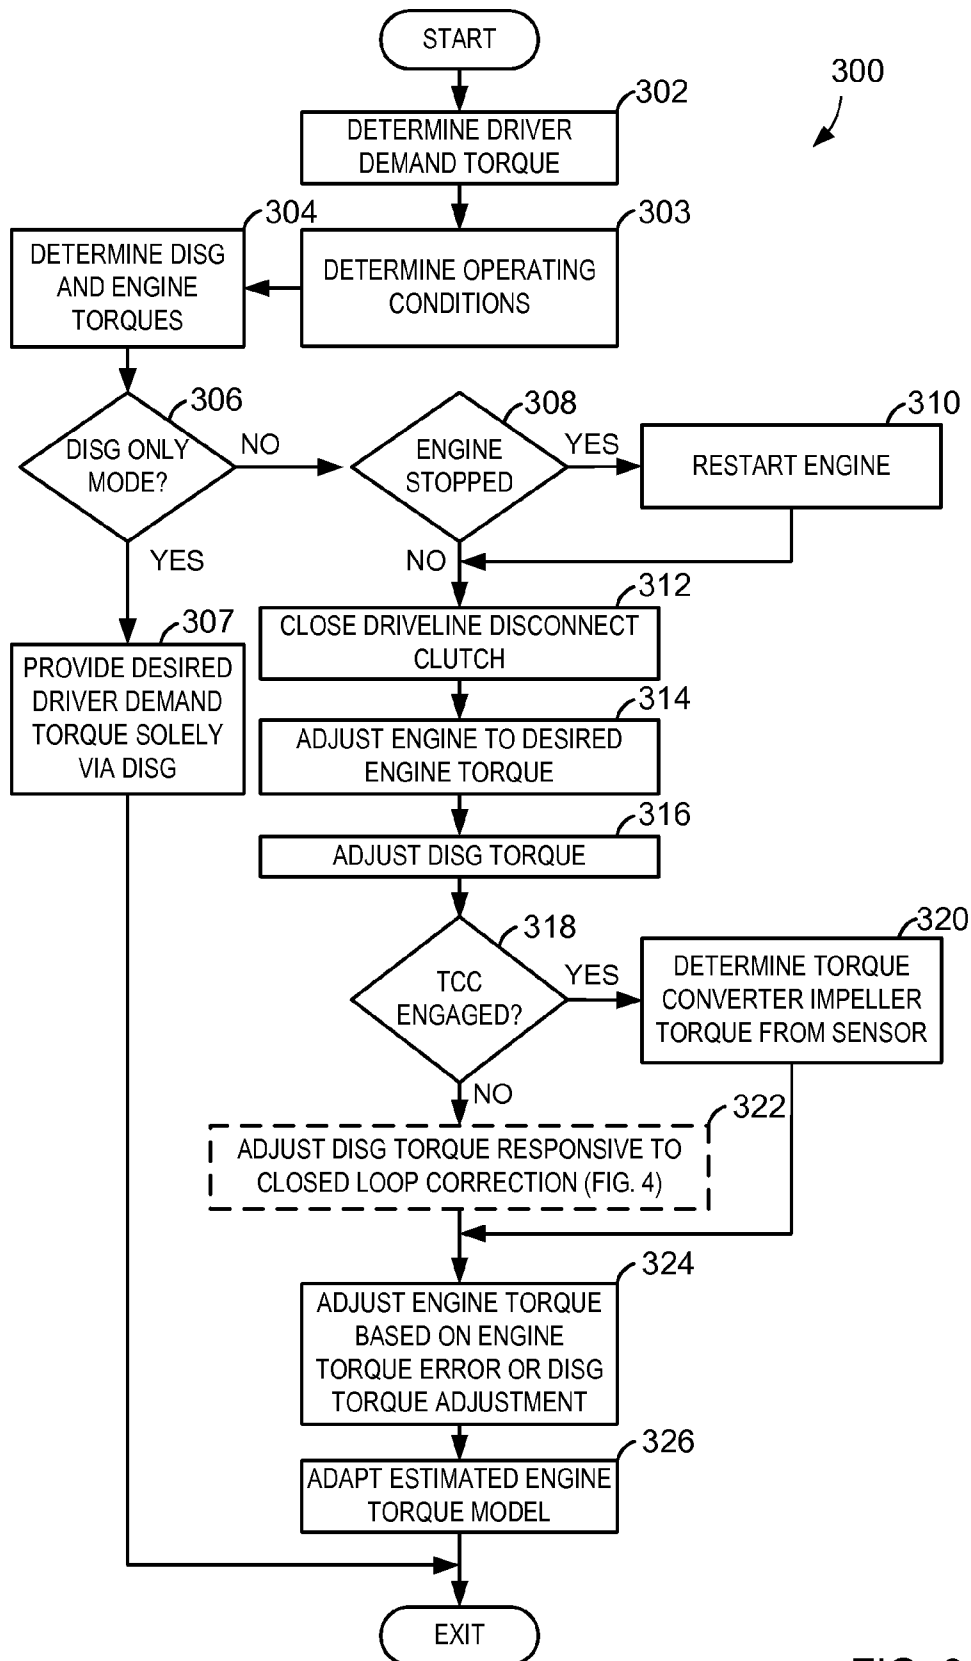 START
300
302
DETERMINE DRIVER
DEMAND TORQUE
304
303
DETERMINE DISG
AND ENGINE
TORQUES
DETERMINE OPERATING
CONDITIONS
306
308
310
DISG ONLY
MODE?
NO
ENGINE
STOPPED
YES
RESTART ENGINE
YES
NO
307
312
PROVIDE DESIRED
DRIVER DEMAND
TORQUE SOLELY
VIA DISG
CLOSE DRIVELINE DISCONNECT
CLUTCH
314
ADJUST ENGINE TO DESIRED
ENGINE TORQUE
316
ADJUST DISG TORQUE
318
320
TCC
ENGAGED?
YES
DETERMINE TORQUE
CONVERTER IMPELLER
TORQUE FROM SENSOR
NO
322
ADJUST DISG TORQUE RESPONSIVE TO
CLOSED LOOP CORRECTION (FIG. 4)
324
ADJUST ENGINE TORQUE
BASED ON ENGINE
TORQUE ERROR OR DISG
TORQUE ADJUSTMENT
326
ADAPT ESTIMATED ENGINE
TORQUE MODEL
EXIT